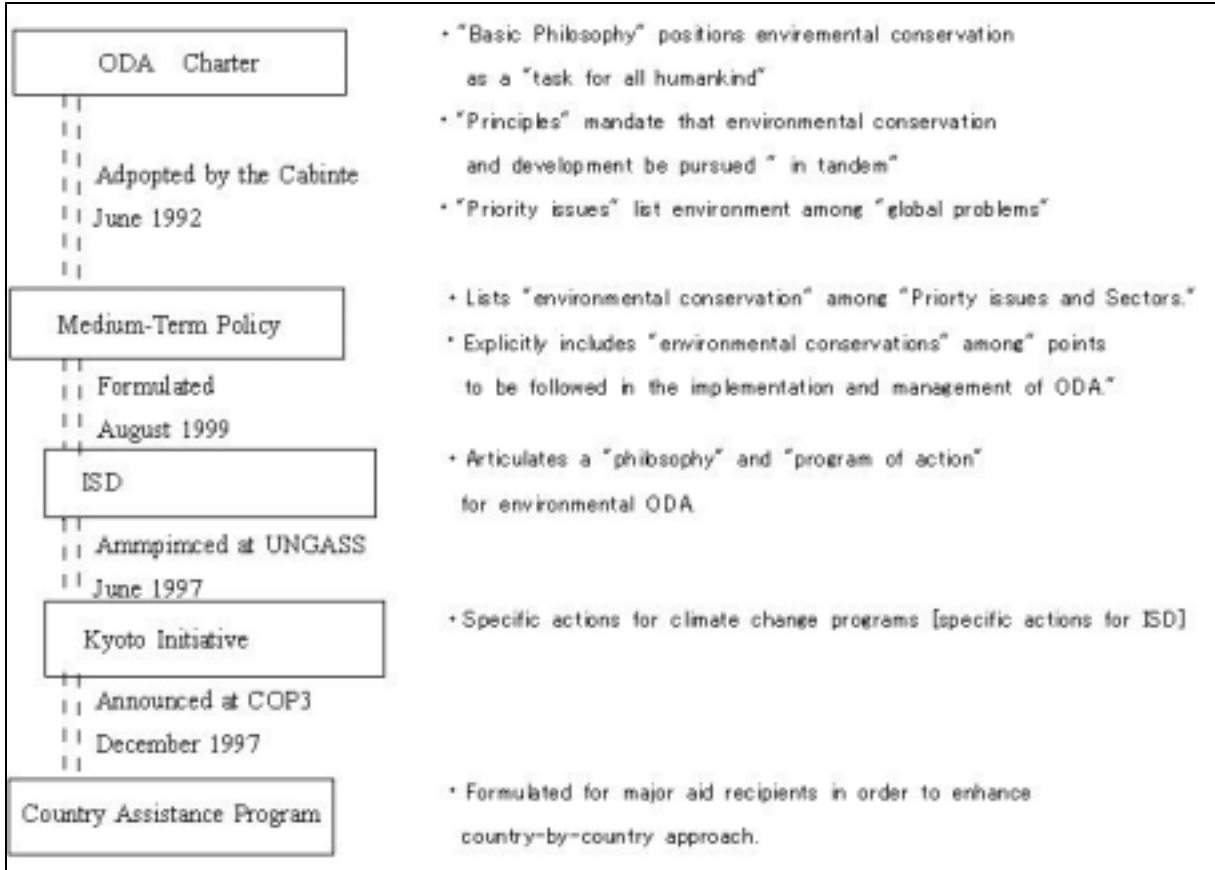 ODA Charter
・"Basic Philosophy" positions enviremental conservation
as a "task for all humankind"
・"Principles" mandate that environmental conservation
and development be pursued " in tandem"
・"Priority issues" list environment among "global problems"
Adpopted by the Cabinte
June 1992
Medium-Term Policy
・Lists "environmental conservation" among "Priorty issues and Sectors."
・Explicitly includes "environmental conservations" among" points
to be followed in the implementation and management of ODA."
Formulated
August 1999
ISD
・Articulates a "philosophy" and "program of action"
for environmental ODA
Ammpimced at UNGASS
June 1997
Kyoto Initiative
・Specific actions for climate change programs [specific actions for ISD]
Announced at COP3
December 1997
Country Assistance Program
・Formulated for major aid recipients in order to enhance
country-by-country approach.